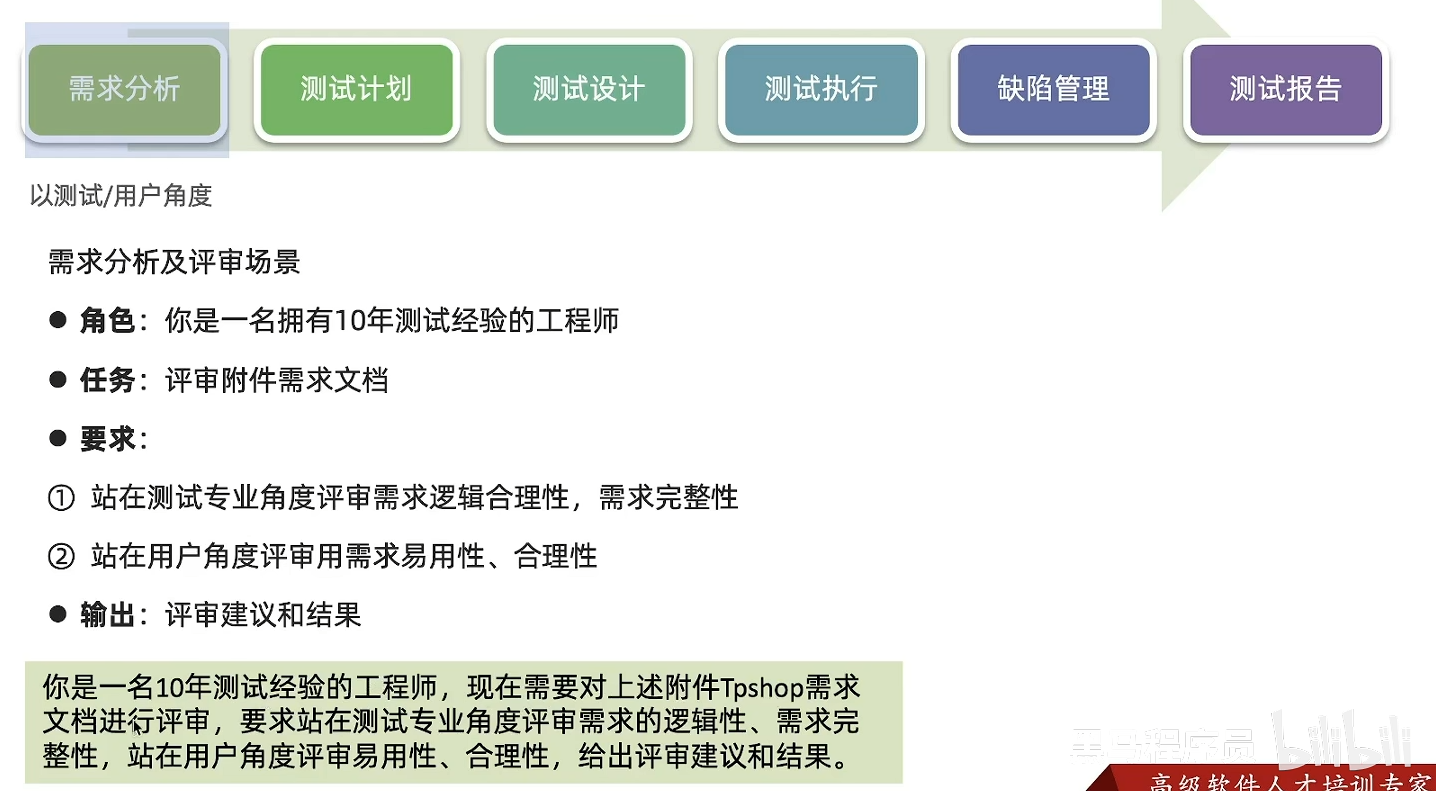 需求分析
测试计划
测试设计
测试执行
缺陷管理
测试报告
以测试/用户角度
需求分析及评审场景
● 角色：你是一名拥有10年测试经验的工程师
● 任务：评审附件需求文档
● 要求：
① 站在测试专业角度评审需求逻辑合理性，需求完整性
② 站在用户角度评审用需求易用性、合理性
● 输出：评审建议和结果
你是一名10年测试经验的工程师，现在需要对上述附件Tpshop需求
文档进行评审，要求站在测试专业角度评审需求的逻辑性、需求完
整性，站在用户角度评审易用性、合理性，给出评审建议和结果。
黑马程序员 bilibili
高级软件人才培训专家